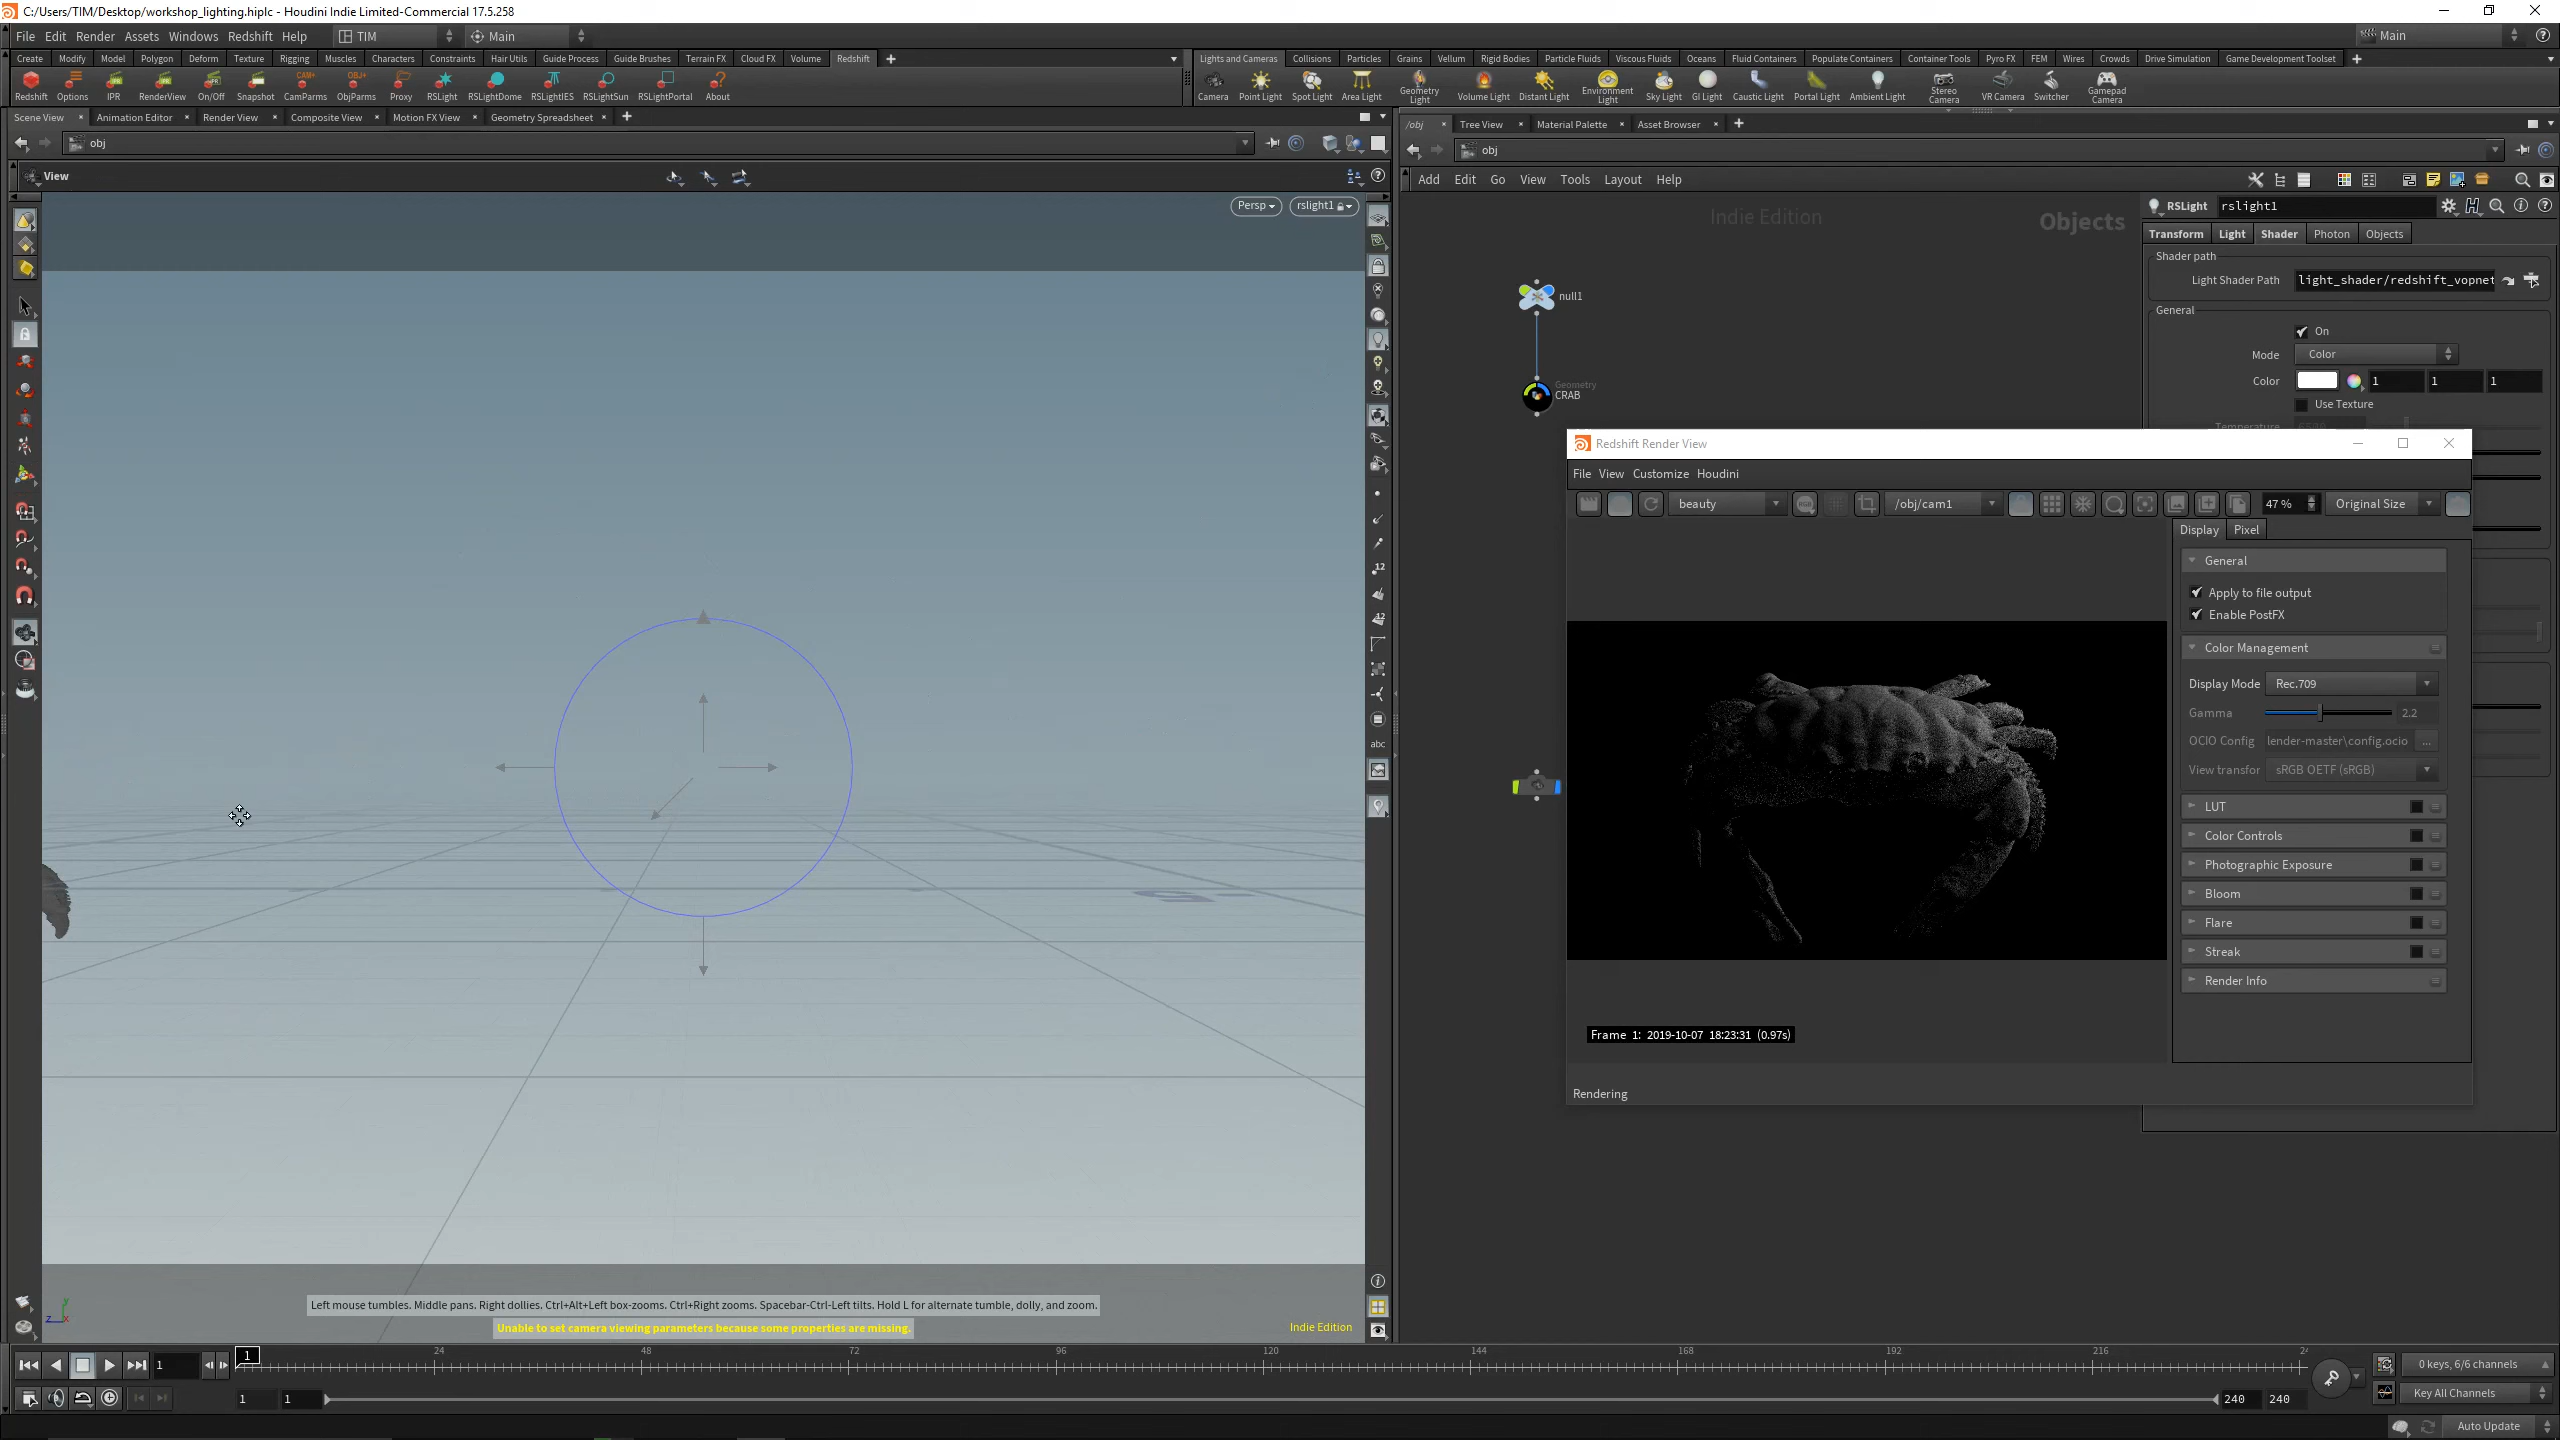 C:/Users/TIM/Desktop/workshop_lighting.hiplc - Houdini Indie Limited-Commercial 17.5.258
File Edit Render Assets Windows Redshift Help TIM Main Main
Create Modify Model Polygon Deform Texture Rigging Muscles Characters Constraints Hair Utils Guide Process Guide Brushes Terrain FX Cloud FX Volume Redshift
Lights and Cameras Collisions Particles Grains Vellum Rigid Bodies Particle Fluids Viscous Fluids Oceans Fluid Containers Populate Containers Container Tools Pyro FX FEM Wires Crowds Drive Simulation Game Development Toolset
Redshift Options IPR RenderView On/Off Snapshot CamParms ObjParms Proxy RSLight RSLightDome RSLightIES RSLightSun RSLightPortal About
Camera Point Light Spot Light Area Light Geometry Light Volume Light Distant Light Environment Light Sky Light GI Light Caustic Light Portal Light Ambient Light Stereo Camera VR Camera Switcher Gamepad Camera
Scene View Animation Editor Render View Composite View Motion FX View Geometry Spreadsheet
/obj Tree View Material Palette Asset Browser
obj
obj
View
Add Edit Go View Tools Layout Help
Persp rslight1
Indie Edition
Objects
RSLight rslight1
Transform Light Shader Photon Objects
Shader path
Light Shader Path light_shader/redshift_vopnet
General
On
Mode Color
Color 1 1 1
Use Texture
Temperature
null1
Geometry
CRAB
Redshift Render View
File View Customize Houdini
beauty /obj/cam1 47 % Original Size
Display Pixel
General
Apply to file output
Enable PostFX
Color Management
Display Mode Rec.709
Gamma 2.2
OCIO Config lender-master\config.ocio ...
View transfor sRGB OETF (sRGB)
LUT
Color Controls
Photographic Exposure
Bloom
Flare
Streak
Render Info
Frame 1: 2019-10-07 18:23:31 (0.97s)
Rendering
12
12
abc
Left mouse tumbles. Middle pans. Right dollies. Ctrl+Alt+Left box-zooms. Ctrl+Right zooms. Spacebar-Ctrl-Left tilts. Hold L for alternate tumble, dolly, and zoom.
Unable to set camera viewing parameters because some properties are missing.
Indie Edition
z y x
1 1 24 48 72 96 120 144 168 192 216 24
0 keys, 6/6 channels
1 1 240 240
Key All Channels
Auto Update